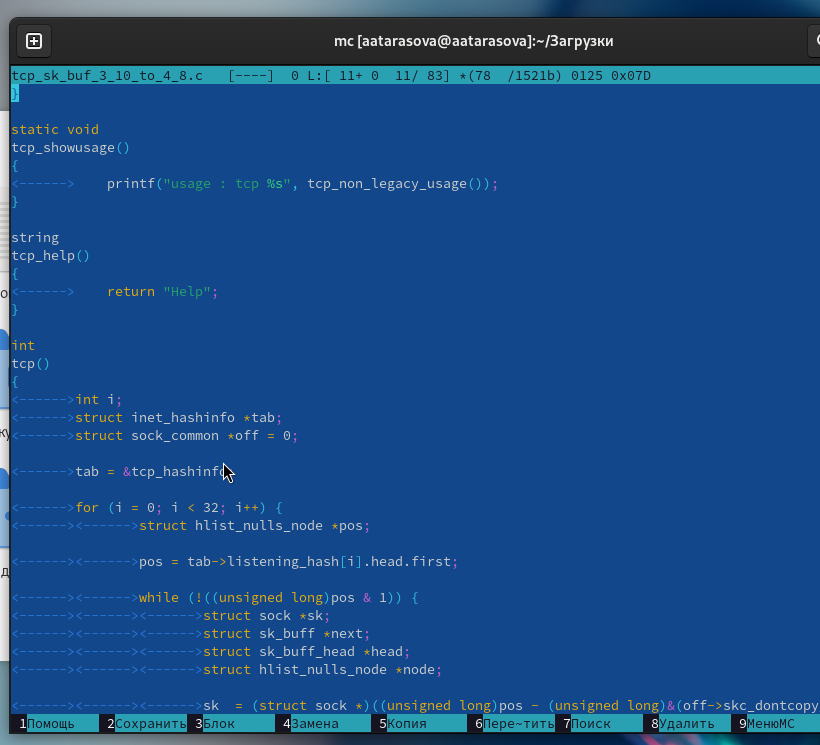 mc [aatarasova@aatarasova]:~/Загрузки
tcp_sk_buf_3_10_to_4_8.c [----] 0 L:[ 11+ 0 11/ 83] *(78 /1521b) 0125 0x07D
}
static void
tcp_showusage()
{
<------> printf("usage : tcp %s", tcp_non_legacy_usage());
}
string
tcp_help()
{
<------> return "Help";
}
int
tcp()
{
<------>int i;
<------>struct inet_hashinfo *tab;
<------>struct sock_common *off = 0;
<------>tab = &tcp_hashinfo
<------>for (i = 0; i < 32; i++) {
<------><------>struct hlist_nulls_node *pos;
<------><------>pos = tab->listening_hash[i].head.first;
<------><------>while (!((unsigned long)pos & 1)) {
<------><------><------>struct sock *sk;
<------><------><------>struct sk_buff *next;
<------><------><------>struct sk_buff_head *head;
<------><------><------>struct hlist_nulls_node *node;
<------><------><------>sk = (struct sock *)((unsigned long)pos - (unsigned long)&(off->skc_dontcopy
1Помощь 2Сохранить 3Блок 4Замена 5Копия 6Пере~тить 7Поиск 8Удалить 9МенюMC